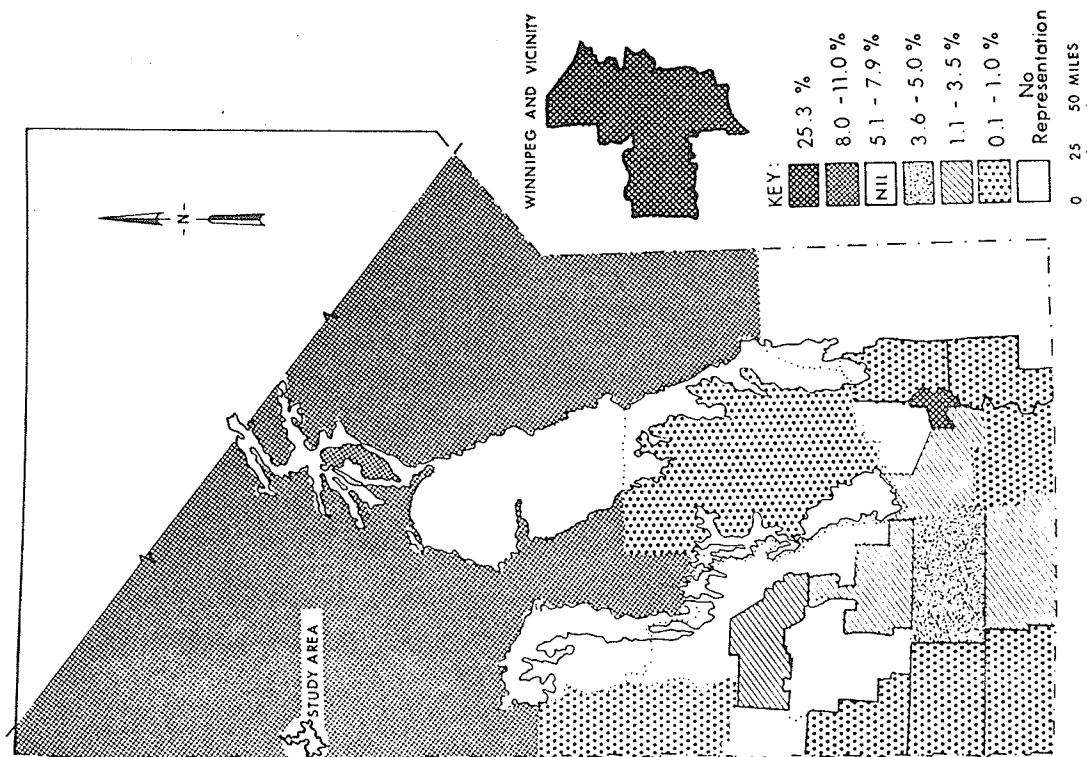 -N-
STUDY AREA
WINNIPEG AND VICINITY
KEY:
25.3 %
8.0 - 11.0 %
NIL 5.1 - 7.9 %
3.6 - 5.0 %
1.1 - 3.5 %
0.1 - 1.0 %
No
Representation
0 25 50 MILES